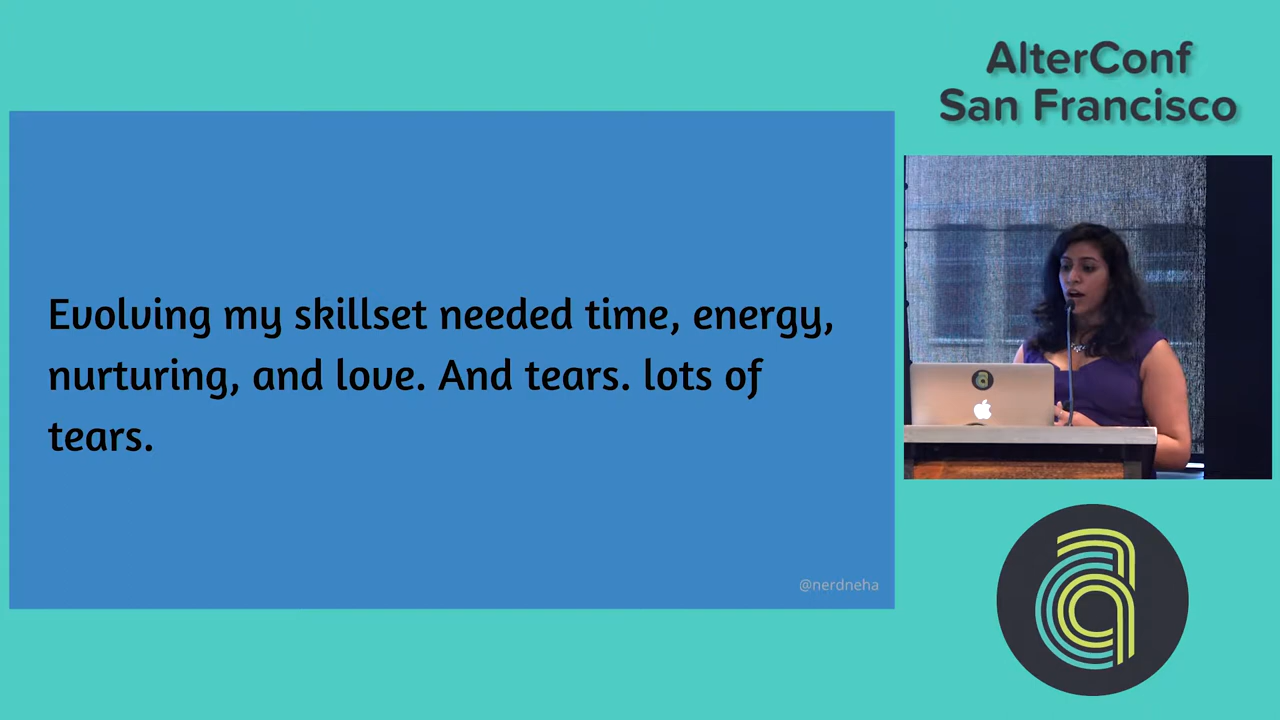 AlterConf
San Francisco
Evolving my skillset needed time, energy,
nurturing, and love. And tears. lots of
tears.
@nerdneha